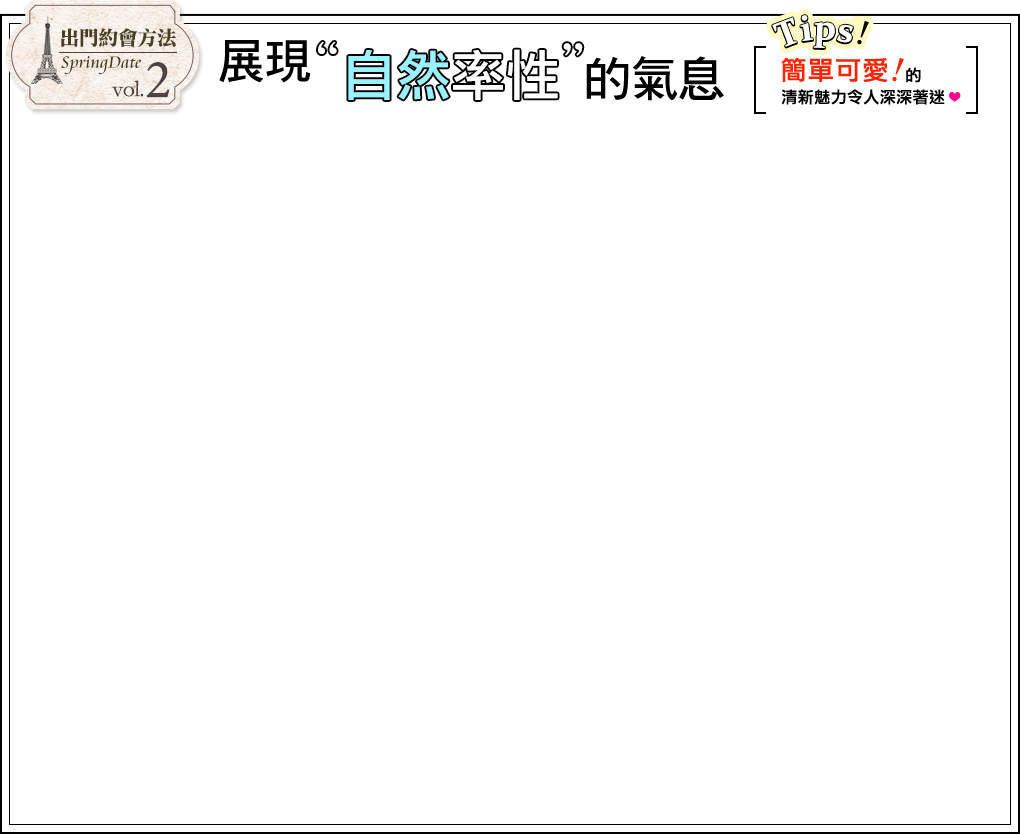 出門約會方法
SpringDate
vol.2
展現“自然率性”的氣息
Tips!
簡單可愛!的
清新魅力令人深深著迷❤